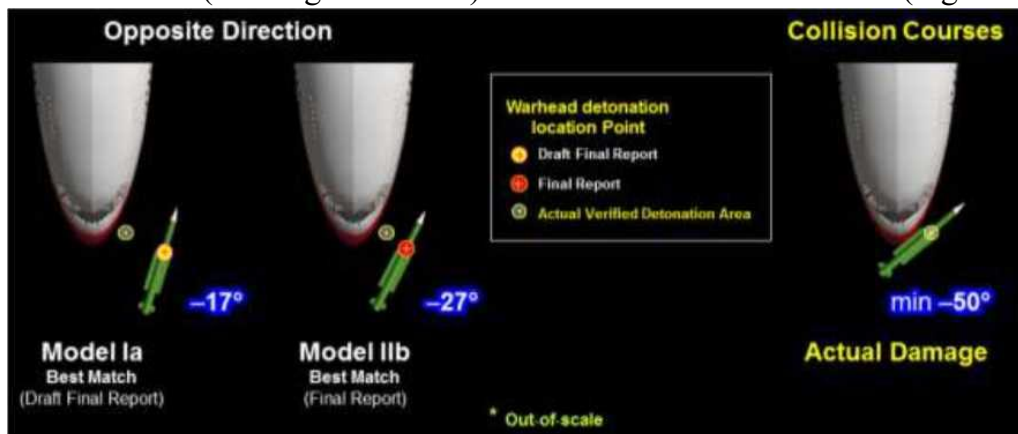 Opposite Direction
Collision Courses
Warhead detonation
location Point
Draft Final Report
Final Report
Actual Verified Detonation Area
–17°
–27°
min –50°
Model Ia
Best Match
(Draft Final Report)
Model IIb
Best Match
(Final Report)
Actual Damage
* Out-of-scale